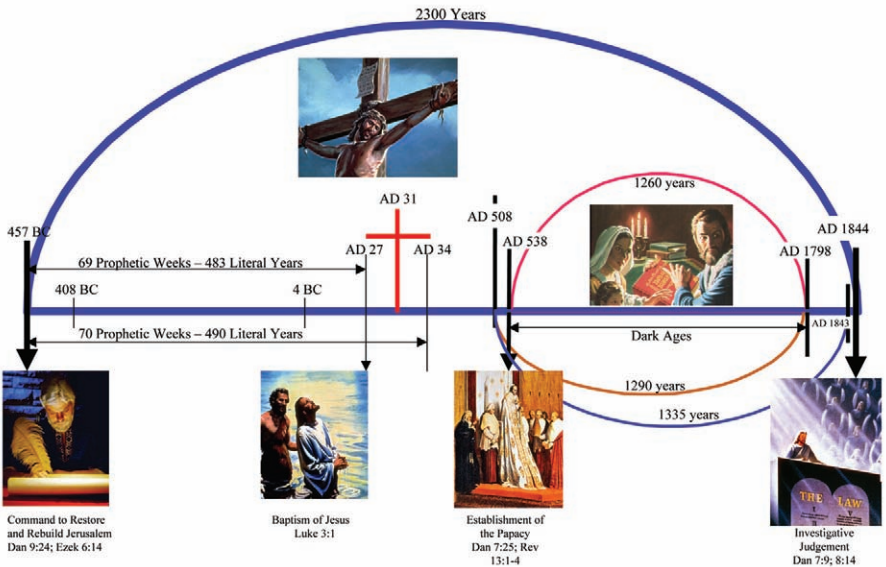 2300 Years
AD 31
1260 years
AD 508
457 BC
AD 27
AD 34
AD 538
AD 1844
AD 1798
69 Prophetic Weeks – 483 Literal Years
408 BC
4 BC
AD 1843
70 Prophetic Weeks – 490 Literal Years
Dark Ages
1290 years
1335 years
THE LAW
Command to Restore
and Rebuild Jerusalem
Dan 9:24; Ezek 6:14
Baptism of Jesus
Luke 3:1
Establishment of
the Papacy
Dan 7:25; Rev
13:1-4
Investigative
Judgement
Dan 7:9; 8:14